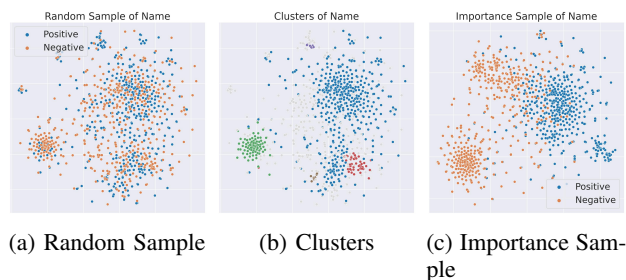 Random Sample of Name
Positive
Negative
Clusters of Name
Importance Sample of Name
Positive
Negative
(a) Random Sample
(b) Clusters
(c) Importance Sam-
ple